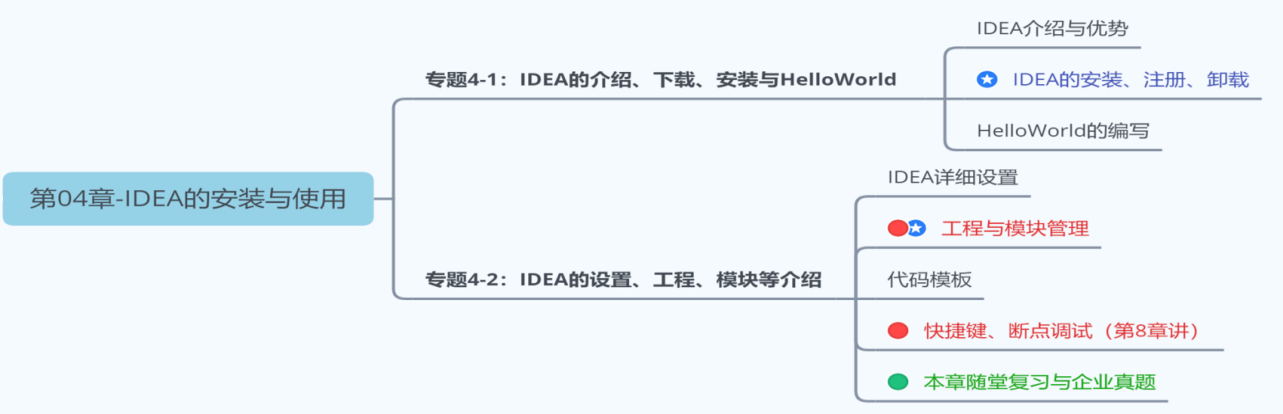 第04章-IDEA的安装与使用
专题4-1：IDEA的介绍、下载、安装与HelloWorld
IDEA介绍与优势
IDEA的安装、注册、卸载
HelloWorld的编写
专题4-2：IDEA的设置、工程、模块等介绍
IDEA详细设置
工程与模块管理
代码模板
快捷键、断点调试（第8章讲）
本章随堂复习与企业真题